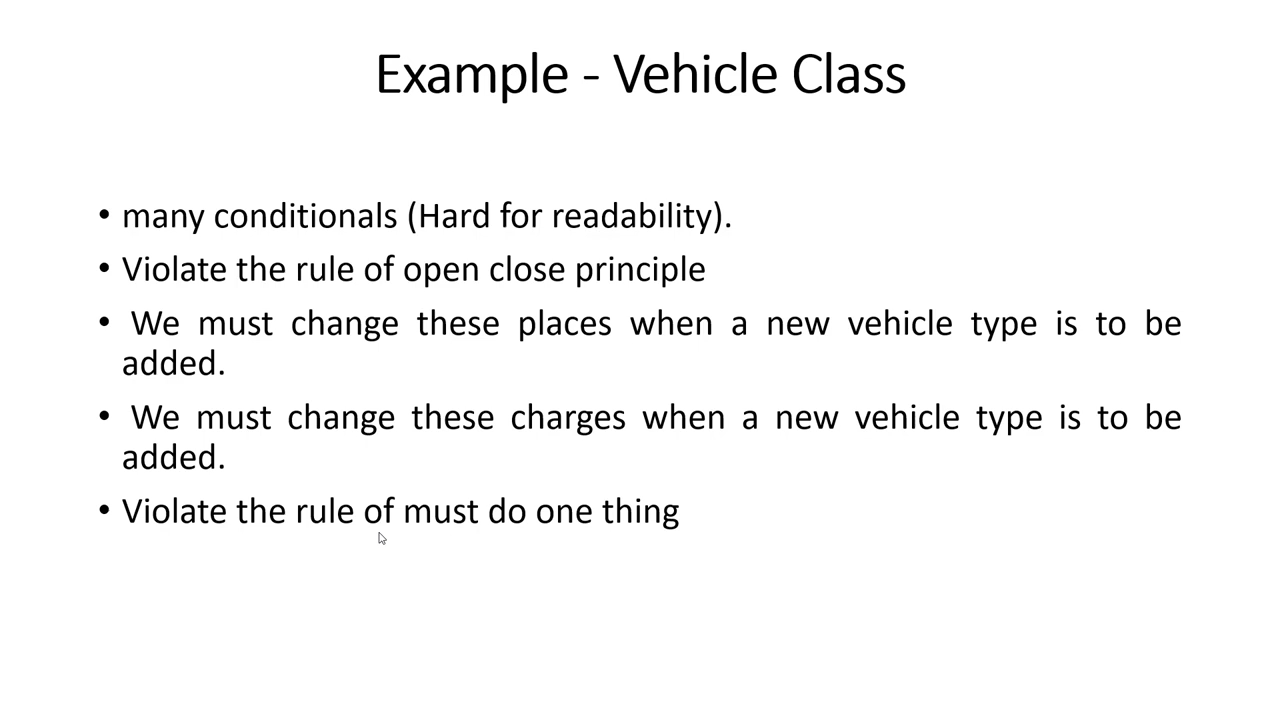 Example - Vehicle Class
• many conditionals (Hard for readability).
• Violate the rule of open close principle
• We must change these places when a new vehicle type is to be
added.
• We must change these charges when a new vehicle type is to be
added.
• Violate the rule of must do one thing